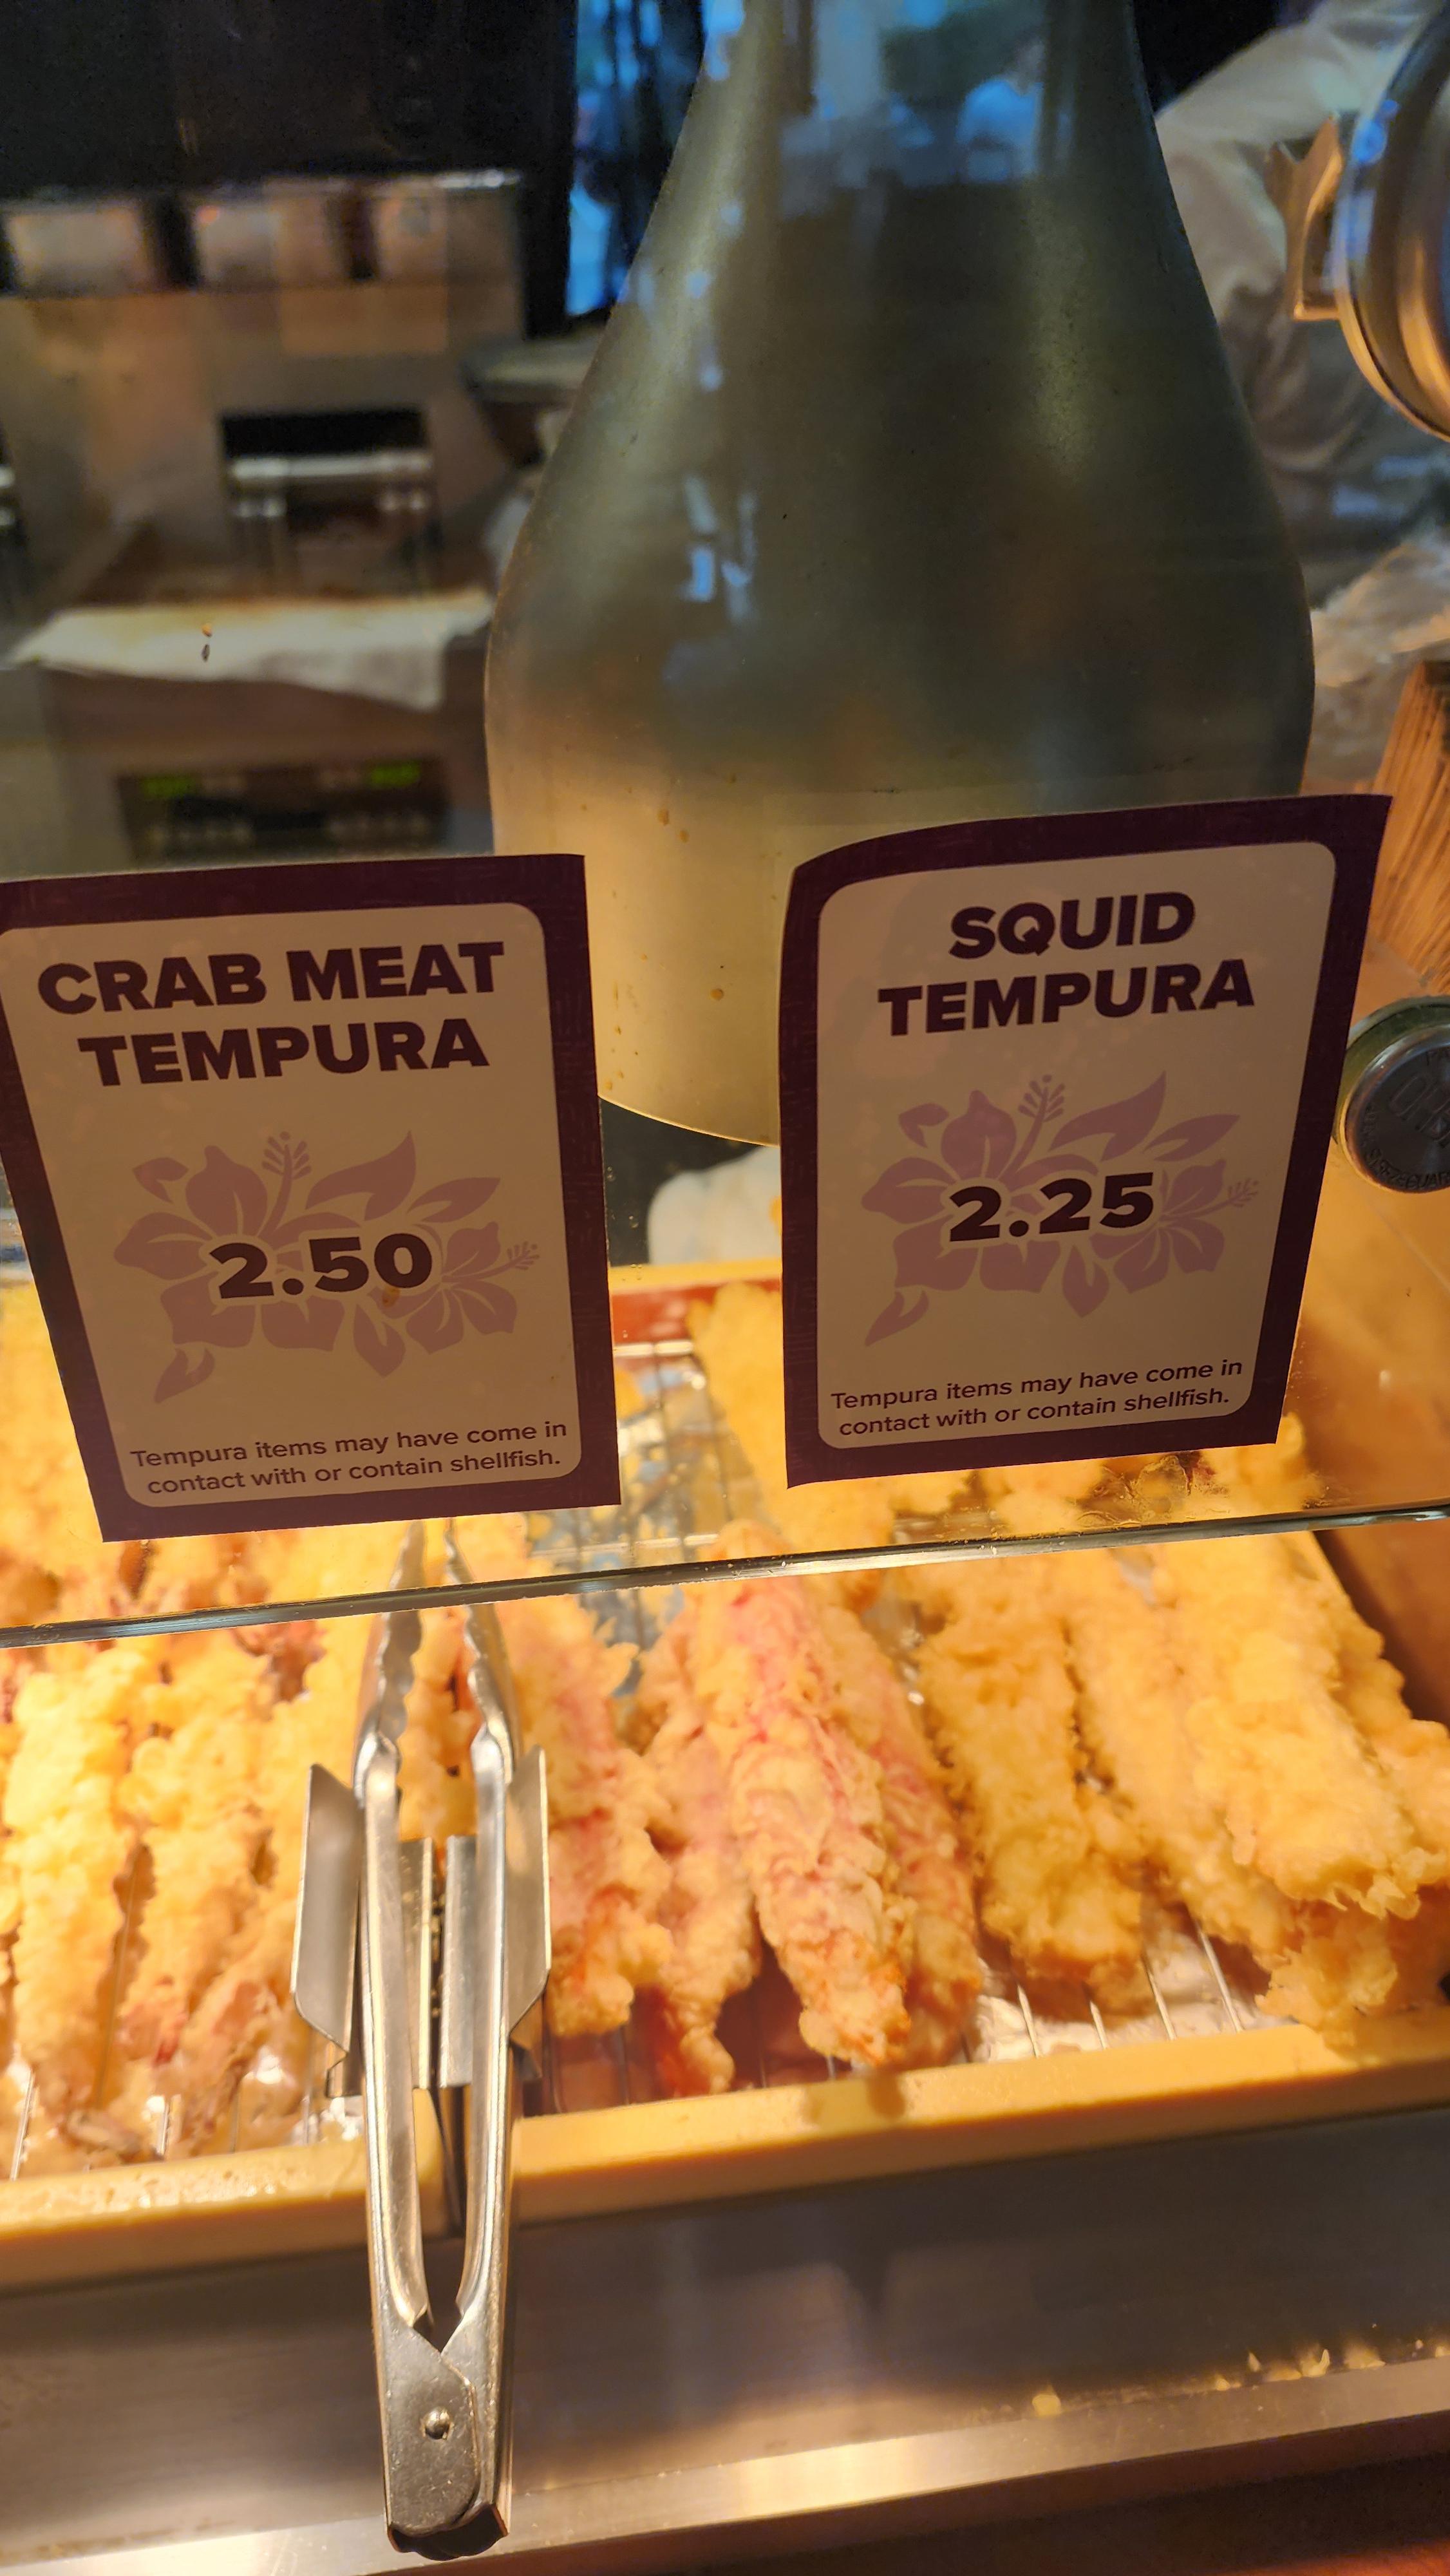 CRAB MEAT
TEMPURA
2.50
Tempura items may have come in
contact with or contain shellfish.
SQUID
TEMPURA
2.25
Tempura items may have come in
contact with or contain shellfish.